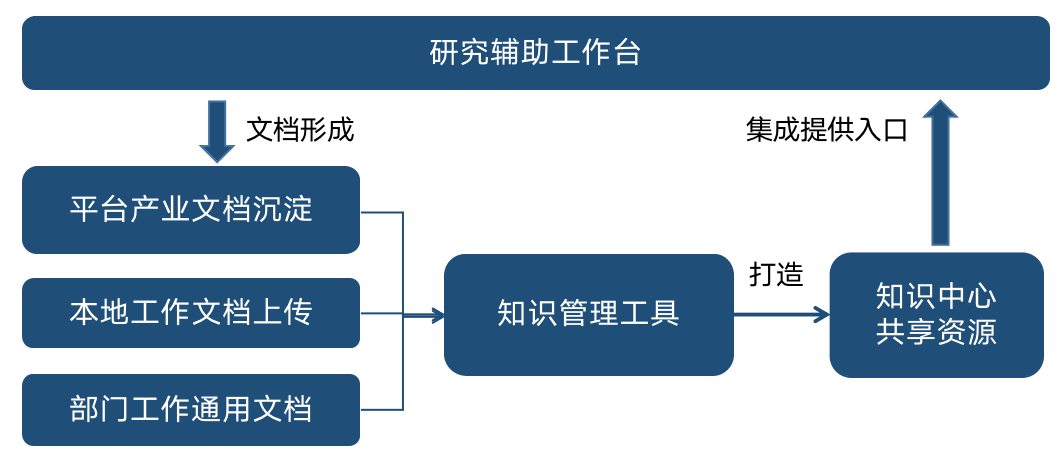 研究辅助工作台
文档形成
集成提供入口
平台产业文档沉淀
本地工作文档上传
部门工作通用文档
知识管理工具
打造
知识中心
共享资源